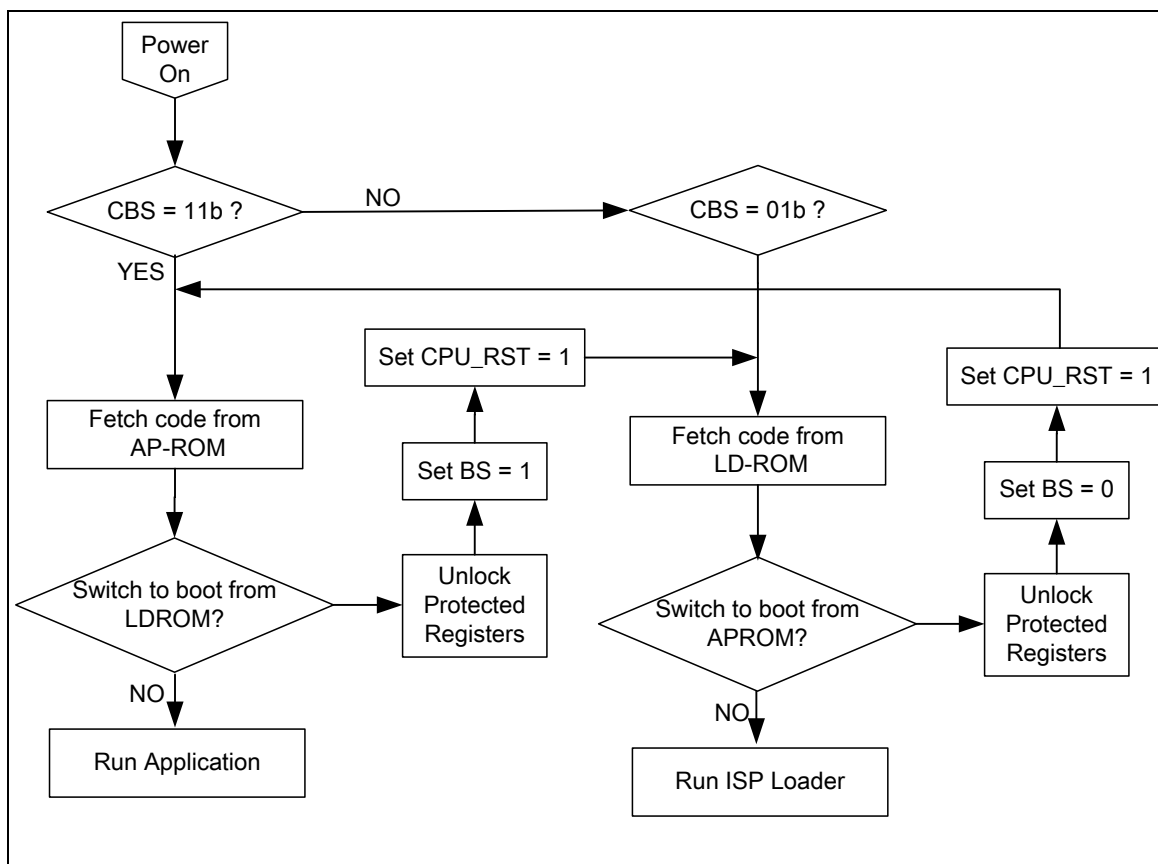 Power
On
CBS = 11b ?
NO
CBS = 01b ?
YES
Set CPU_RST = 1
Set CPU_RST = 1
Fetch code from
AP-ROM
Fetch code from
LD-ROM
Set BS = 1
Set BS = 0
Switch to boot from
LDROM?
Unlock
Protected
Registers
Switch to boot from
APROM?
Unlock
Protected
Registers
NO
NO
Run Application
Run ISP Loader